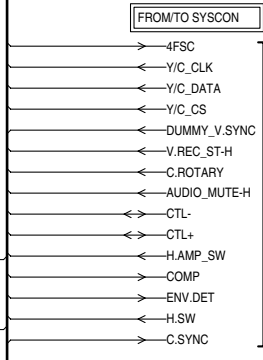 FROM/TO SYSCON
4FSC
Y/C_CLK
Y/C_DATA
Y/C_CS
DUMMY_V.SYNC
V.REC_ST-H
C.ROTARY
AUDIO_MUTE-H
CTL-
CTL+
H.AMP_SW
COMP
ENV.DET
H.SW
C.SYNC